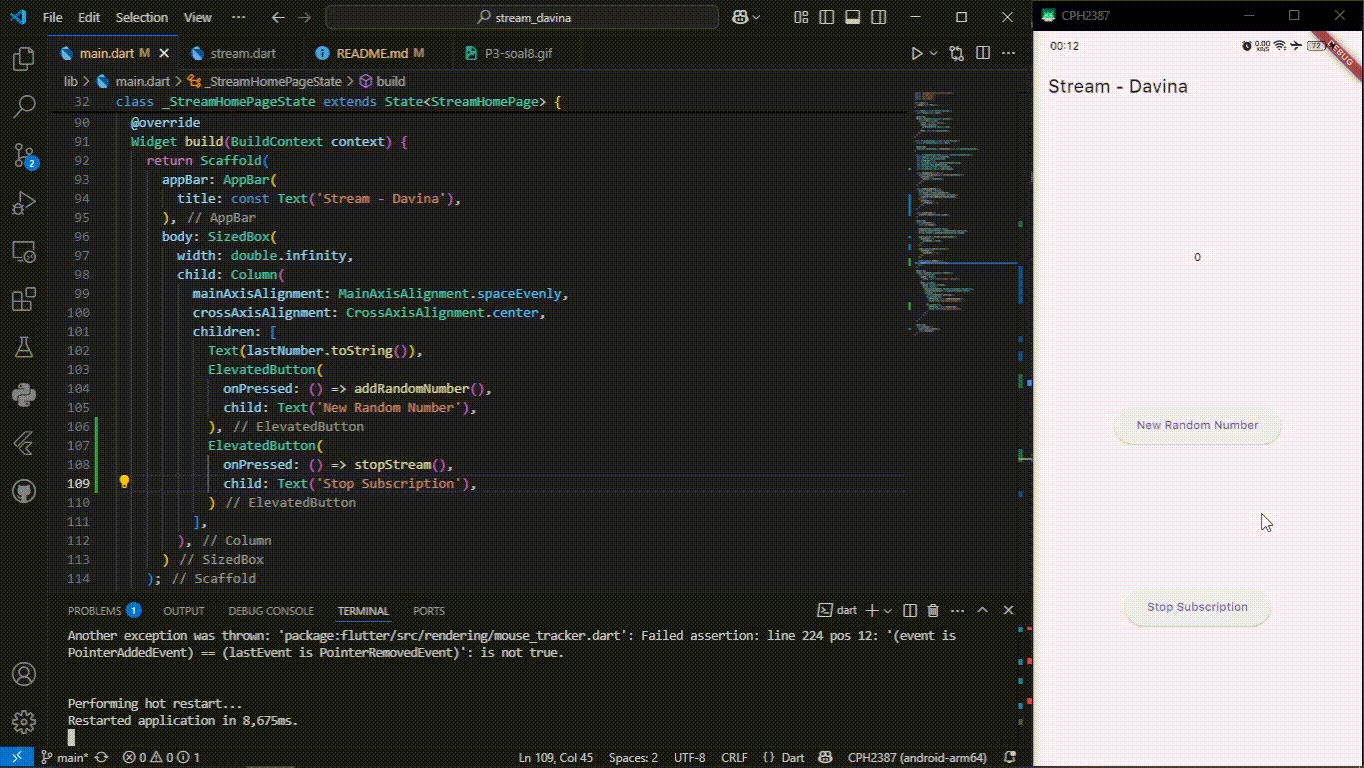 File Edit Selection View ··· stream_davina
main.dart M stream.dart README.md M P3-soal8.gif
lib > main.dart > _StreamHomePageState > build
32 class _StreamHomePageState extends State<StreamHomePage> {
90 @override
91 Widget build(BuildContext context) {
92 return Scaffold(
93 appBar: AppBar(
94 title: const Text('Stream - Davina'),
95 ), // AppBar
96 body: SizedBox(
97 width: double.infinity,
98 child: Column(
99 mainAxisAlignment: MainAxisAlignment.spaceEvenly,
100 crossAxisAlignment: CrossAxisAlignment.center,
101 children: [
102 Text(lastNumber.toString()),
103 ElevatedButton(
104 onPressed: () => addRandomNumber(),
105 child: Text('New Random Number'),
106 ), // ElevatedButton
107 ElevatedButton(
108 onPressed: () => stopStream(),
109 child: Text('Stop Subscription'),
110 ) // ElevatedButton
111 ],
112 ), // Column
113 ) // SizedBox
114 ); // Scaffold
PROBLEMS 1 OUTPUT DEBUG CONSOLE TERMINAL PORTS dart
Another exception was thrown: 'package:flutter/src/rendering/mouse_tracker.dart': Failed assertion: line 224 pos 12: '(event is
PointerAddedEvent) == (lastEvent is PointerRemovedEvent)': is not true.
Performing hot restart...
Restarted application in 8,675ms.
2
main* 0 0 1 Ln 109, Col 45 Spaces: 2 UTF-8 CRLF {} Dart CPH2387 (android-arm64)
CPH2387
00:12 0.00 KB/S 72
DEBUG
Stream - Davina
0
New Random Number
Stop Subscription